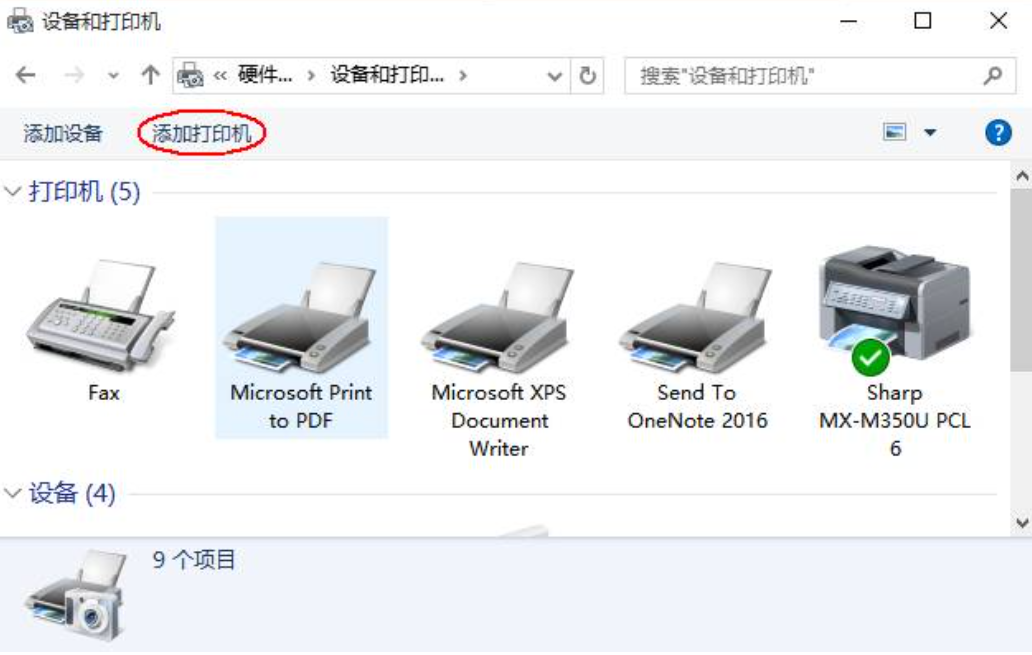 设备和打印机
« 硬件... › 设备和打印... ›
搜索"设备和打印机"
添加设备 添加打印机
?
打印机 (5)
Fax
Microsoft Print
to PDF
Microsoft XPS
Document
Writer
Send To
OneNote 2016
Sharp
MX-M350U PCL
6
设备 (4)
9 个项目